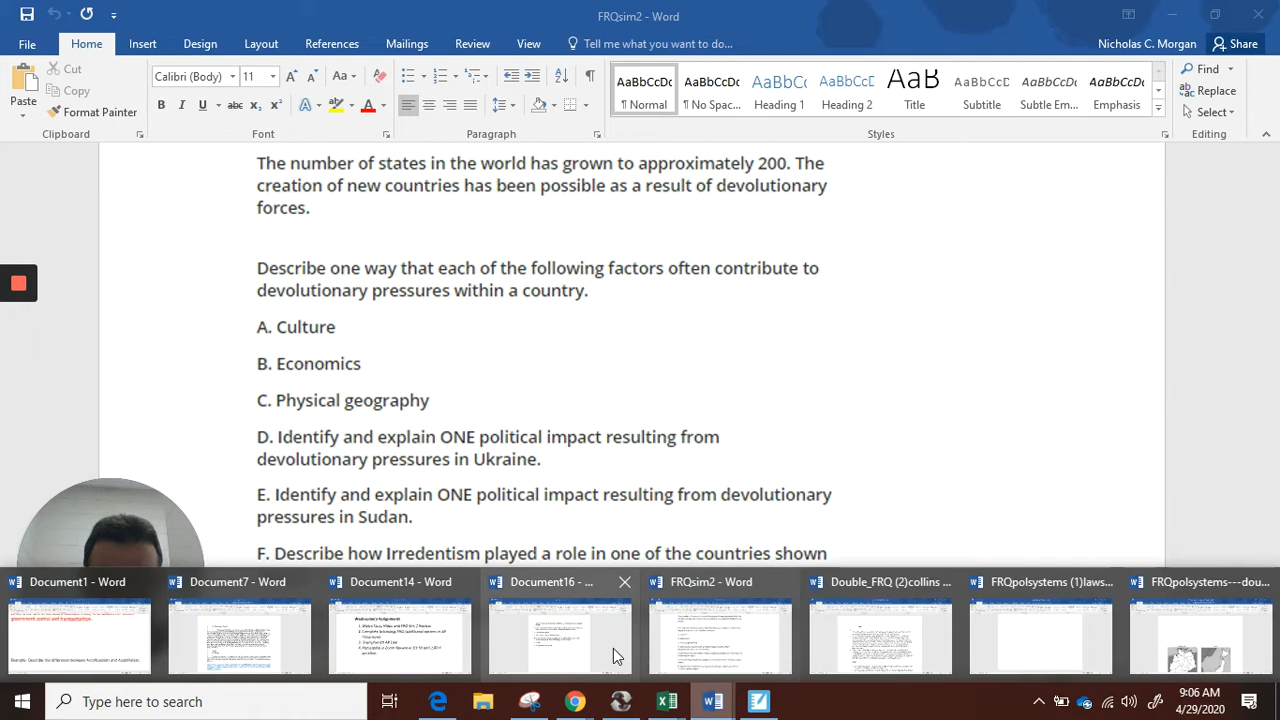 FRQsim2 - Word
Nicholas C. Morgan
Share
File
Home
Insert
Design
Layout
References
Mailings
Review
View
Tell me what you want to do...
Paste
Cut
Copy
Format Painter
Calibri (Body)
11
AaBbCcDc
¶ Normal
AaBbCcDc
¶ No Spac...
AaBbCc
Heading 1
AaBbCcC
Heading 2
AaB
Title
AaBbCcC
Subtitle
AaBbCcDc
Subtle Em...
AaBbCcDc
Emphasis
Find
Replace
Select
Clipboard
Font
Paragraph
Styles
Editing
The number of states in the world has grown to approximately 200. The
creation of new countries has been possible as a result of devolutionary
forces.
Describe one way that each of the following factors often contribute to
devolutionary pressures within a country.
A. Culture
B. Economics
C. Physical geography
D. Identify and explain ONE political impact resulting from
devolutionary pressures in Ukraine.
E. Identify and explain ONE political impact resulting from devolutionary
pressures in Sudan.
F. Describe how Irredentism played a role in one of the countries shown
Document1 - Word
Document7 - Word
Document14 - Word
Document16 - ...
FRQsim2 - Word
Double_FRQ (2)collins ...
FRQpolsystems (1)laws...
FRQpolsystems---dou...
Type here to search
9:06 AM
4/29/2020